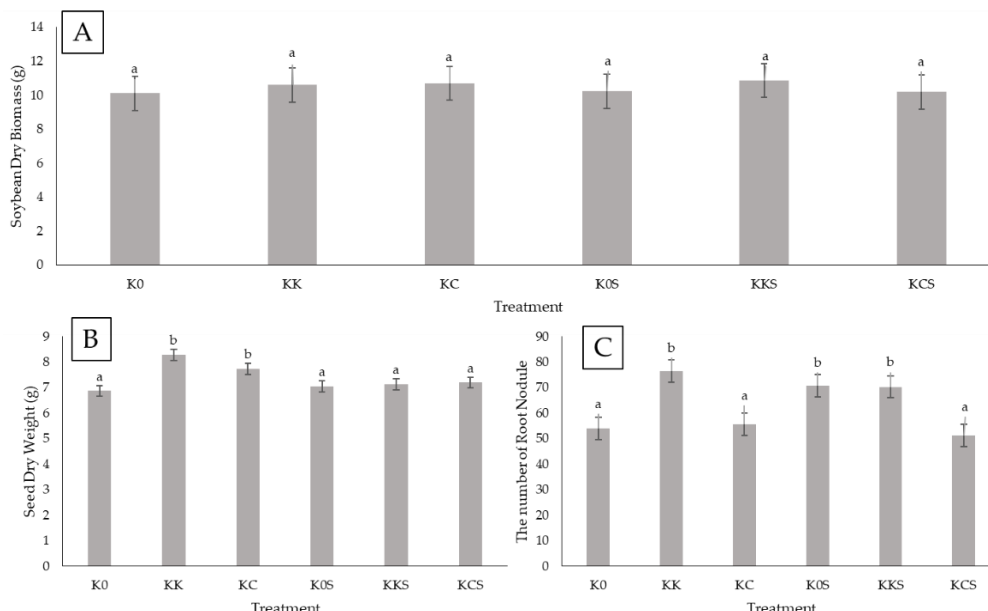 A
Soybean Dry Biomass (g)
14
12
10
8
6
4
2
0
a a a a a a
K0 KK KC K0S KKS KCS
Treatment
B
Seed Dry Weight (g)
9
8
7
6
5
4
3
2
1
0
a b b a a a
K0 KK KC K0S KKS KCS
Treatment
C
The number of Root Nodule
90
80
70
60
50
40
30
20
10
0
a b a b b a
K0 KK KC K0S KKS KCS
Treatment